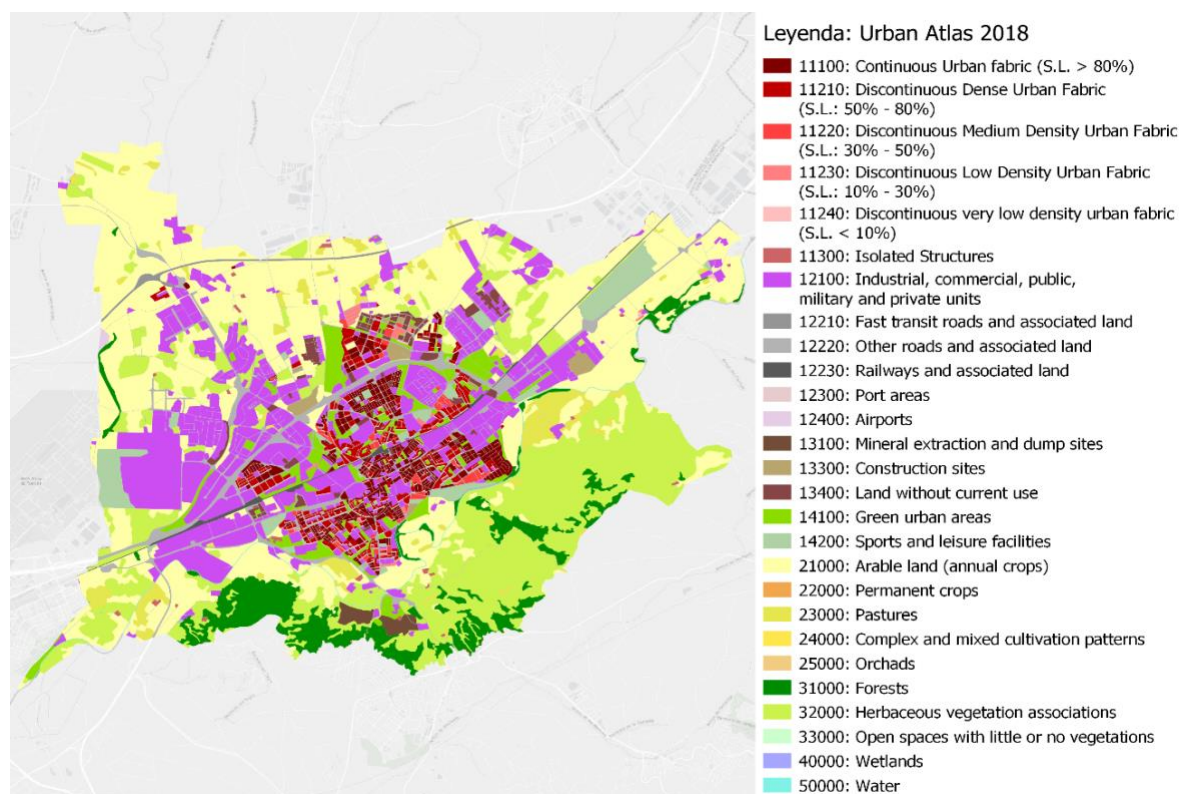 Leyenda: Urban Atlas 2018
11100: Continuous Urban fabric (S.L. > 80%)
11210: Discontinuous Dense Urban Fabric
(S.L.: 50% - 80%)
11220: Discontinuous Medium Density Urban Fabric
(S.L.: 30% - 50%)
11230: Discontinuous Low Density Urban Fabric
(S.L.: 10% - 30%)
11240: Discontinuous very low density urban fabric
(S.L. < 10%)
11300: Isolated Structures
12100: Industrial, commercial, public,
military and private units
12210: Fast transit roads and associated land
12220: Other roads and associated land
12230: Railways and associated land
12300: Port areas
12400: Airports
13100: Mineral extraction and dump sites
13300: Construction sites
13400: Land without current use
14100: Green urban areas
14200: Sports and leisure facilities
21000: Arable land (annual crops)
22000: Permanent crops
23000: Pastures
24000: Complex and mixed cultivation patterns
25000: Orchads
31000: Forests
32000: Herbaceous vegetation associations
33000: Open spaces with little or no vegetations
40000: Wetlands
50000: Water